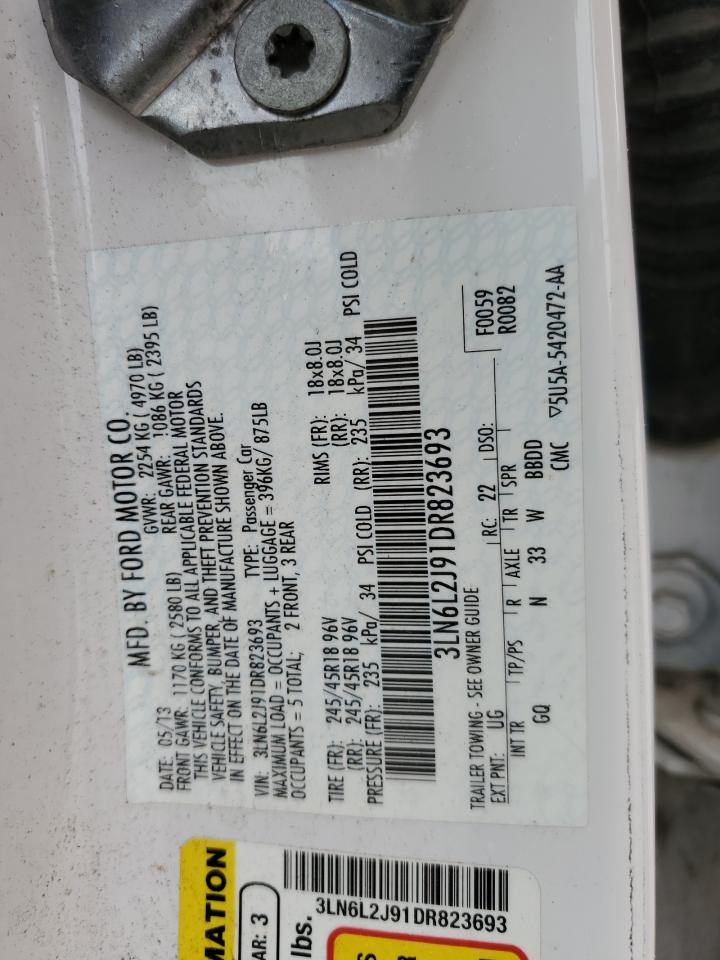 MFD. BY FORD MOTOR CO.
DATE: 05/13 GVWR: 2254 KG ( 4970 LB)
FRONT GAWR: 1170 KG ( 2580 LB) REAR GAWR: 1086 KG ( 2395 LB)
THIS VEHICLE CONFORMS TO ALL APPLICABLE FEDERAL MOTOR
VEHICLE SAFETY, BUMPER, AND THEFT PREVENTION STANDARDS
IN EFFECT ON THE DATE OF MANUFACTURE SHOWN ABOVE.
VIN: 3LN6L2J91DR823693 TYPE: Passenger Car
MAXIMUM LOAD = OCCUPANTS + LUGGAGE = 396KG/ 875LB
OCCUPANTS = 5 TOTAL; 2 FRONT, 3 REAR
TIRE (FR): 245/45R18 96V RIMS (FR): 18x8.0J
(RR): 245/45R18 96V (RR): 18x8.0J
PRESSURE (FR): 235 kPa/ 34 PSI COLD (RR): 235 kPa/ 34 PSI COLD
3LN6L2J91DR823693
TRAILER TOWING - SEE OWNER GUIDE
EXT PNT: UG RC: 22 DSO: F0059
R0082
INT TR TP/PS R AXLE TR SPR
GQ N 33 W BBDD
CMC ▽5U5A-5420472-AA
MATION
AR: 3
lbs.
3LN6L2J91DR823693